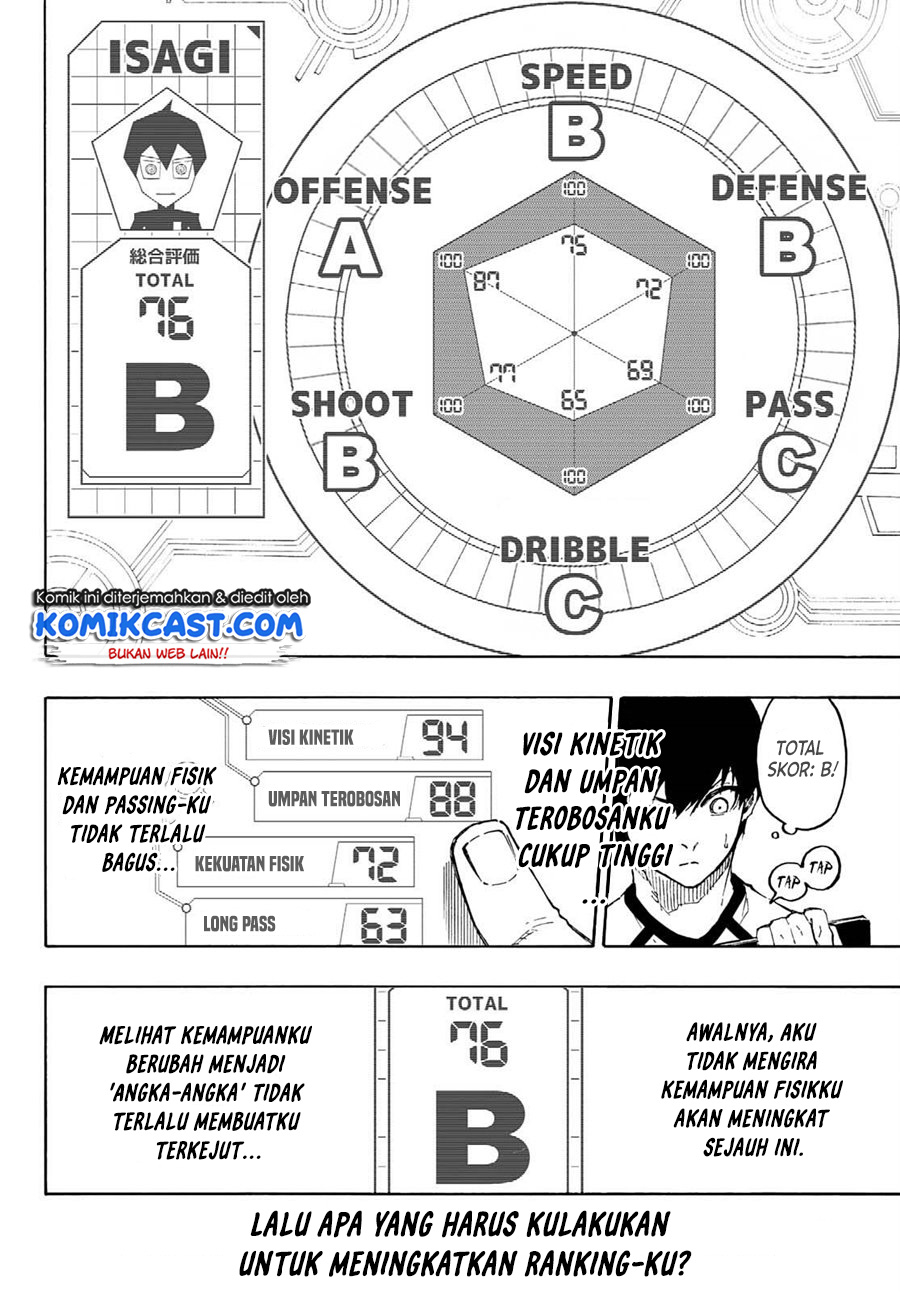 ISAGI
総合評価
TOTAL
76
B
SPEED
B
OFFENSE
A
DEFENSE
B
SHOOT
B
PASS
C
DRIBBLE
C
100
100
100
75
87
72
77
69
65
100
100
100
Komik ini diterjemahkan & diedit oleh
KOMIKCAST.COM
BUKAN WEB LAIN!!
TOTAL
SKOR: B!
TAP
TAP
VISI KINETIK
DAN UMPAN
TEROBOSANKU
CUKUP TINGGI
...
VISI KINETIK
94
UMPAN TEROBOSAN
88
KEKUATAN FISIK
72
LONG PASS
63
KEMAMPUAN FISIK
DAN PASSING-KU
TIDAK TERLALU
BAGUS...
AWALNYA, AKU
TIDAK MENGIRA
KEMAMPUAN FISIKKU
AKAN MENINGKAT
SEJAUH INI.
TOTAL
76
B
MELIHAT KEMAMPUANKU
BERUBAH MENJADI
'ANGKA-ANGKA' TIDAK
TERLALU MEMBUATKU
TERKEJUT...
LALU APA YANG HARUS KULAKUKAN
UNTUK MENINGKATKAN RANKING-KU?